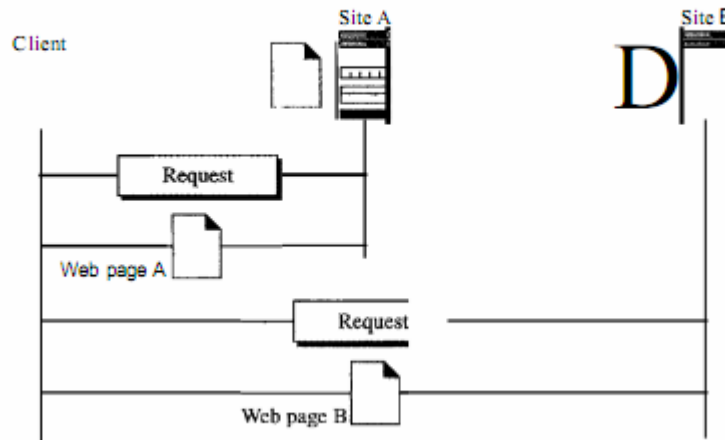 Client
Site A
Site B
D
Request
Web page A
Request
Web page B